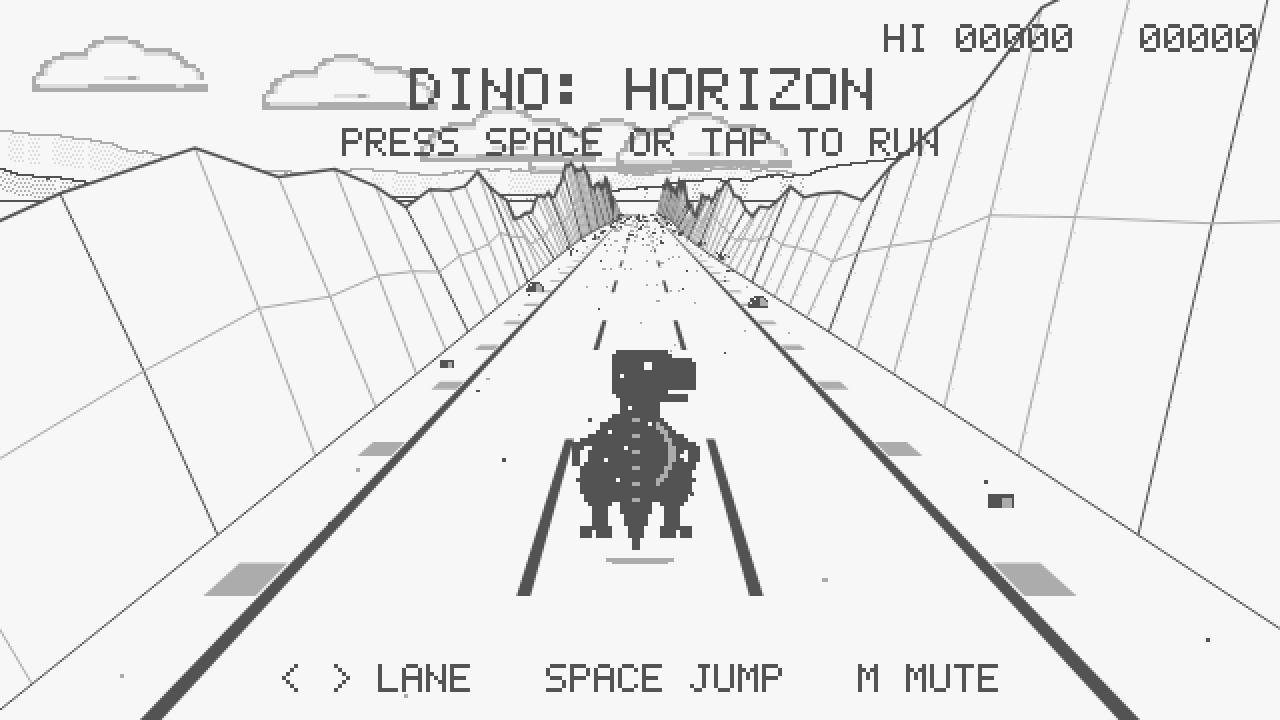 HI 00000 00000
DINO: HORIZON
PRESS SPACE OR TAP TO RUN
< > LANE SPACE JUMP M MUTE